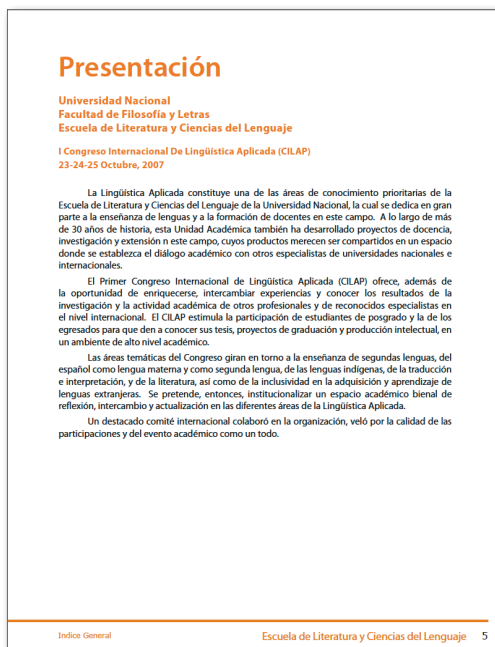 Presentación
Universidad Nacional
Facultad de Filosofía y Letras
Escuela de Literatura y Ciencias del Lenguaje
I Congreso Internacional De Lingüística Aplicada (CILAP)
23-24-25 Octubre, 2007
La Lingüística Aplicada constituye una de las áreas de conocimiento prioritarias de la
Escuela de Literatura y Ciencias del Lenguaje de la Universidad Nacional, la cual se dedica en gran
parte a la enseñanza de lenguas y a la formación de docentes en este campo. A lo largo de más
de 30 años de historia, esta Unidad Académica también ha desarrollado proyectos de docencia,
investigación y extensión n este campo, cuyos productos merecen ser compartidos en un espacio
donde se establezca el diálogo académico con otros especialistas de universidades nacionales e
internacionales.
El Primer Congreso Internacional de Lingüística Aplicada (CILAP) ofrece, además de
la oportunidad de enriquecerse, intercambiar experiencias y conocer los resultados de la
investigación y la actividad académica de otros profesionales y de reconocidos especialistas en
el nivel internacional. El CILAP estimula la participación de estudiantes de posgrado y la de los
egresados para que den a conocer sus tesis, proyectos de graduación y producción intelectual, en
un ambiente de alto nivel académico.
Las áreas temáticas del Congreso giran en torno a la enseñanza de segundas lenguas, del
español como lengua materna y como segunda lengua, de las lenguas indígenas, de la traducción
e interpretación, y de la literatura, así como de la inclusividad en la adquisición y aprendizaje de
lenguas extranjeras. Se pretende, entonces, institucionalizar un espacio académico bienal de
reflexión, intercambio y actualización en las diferentes áreas de la Lingüística Aplicada.
Un destacado comité internacional colaboró en la organización, veló por la calidad de las
participaciones y del evento académico como un todo.
Indice General
Escuela de Literatura y Ciencias del Lenguaje 5